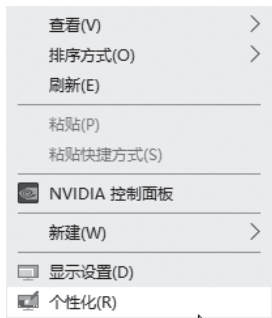 查看(V)
排序方式(O)
刷新(E)
粘贴(P)
粘贴快捷方式(S)
NVIDIA 控制面板
新建(W)
显示设置(D)
个性化(R)